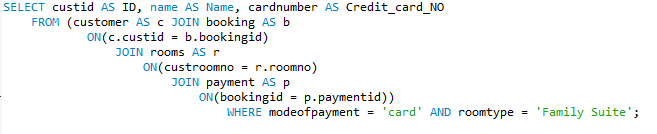 SELECT custid AS ID, name AS Name, cardnumber AS Credit_card_NO
FROM (customer AS c JOIN booking AS b
ON(c.custid = b.bookingid)
JOIN rooms AS r
ON(custroomno = r.roomno)
JOIN payment AS p
ON(bookingid = p.paymentid))
WHERE modeofpayment = 'card' AND roomtype = 'Family Suite';